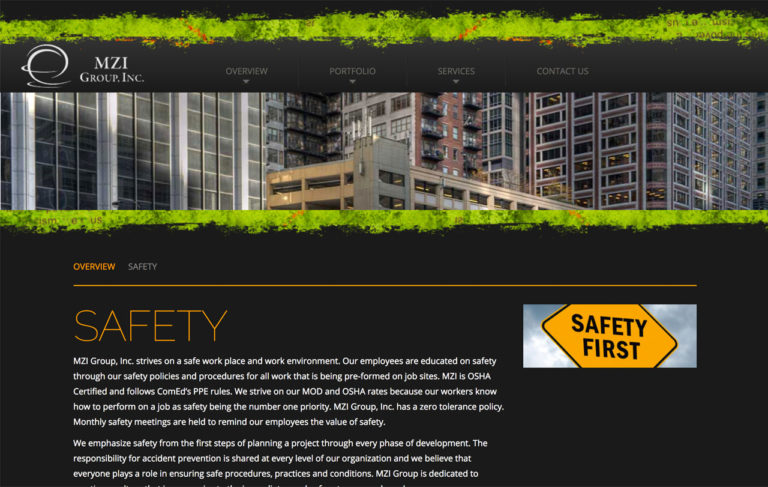 MZI
GROUP, INC.
OVERVIEW
PORTFOLIO
SERVICES
CONTACT US
OVERVIEW SAFETY
SAFETY
SAFETY
FIRST
MZI Group, Inc. strives on a safe work place and work environment. Our employees are educated on safety
through our safety policies and procedures for all work that is being pre-formed on job sites. MZI is OSHA
Certified and follows ComEd's PPE rules. We strive on our MOD and OSHA rates because our workers know
how to perform on a job as safety being the number one priority. MZI Group, Inc. has a zero tolerance policy.
Monthly safety meetings are held to remind our employees the value of safety.
We emphasize safety from the first steps of planning a project through every phase of development. The
responsibility for accident prevention is shared at every level of our organization and we believe that
everyone plays a role in ensuring safe procedures, practices and conditions. MZI Group is dedicated to